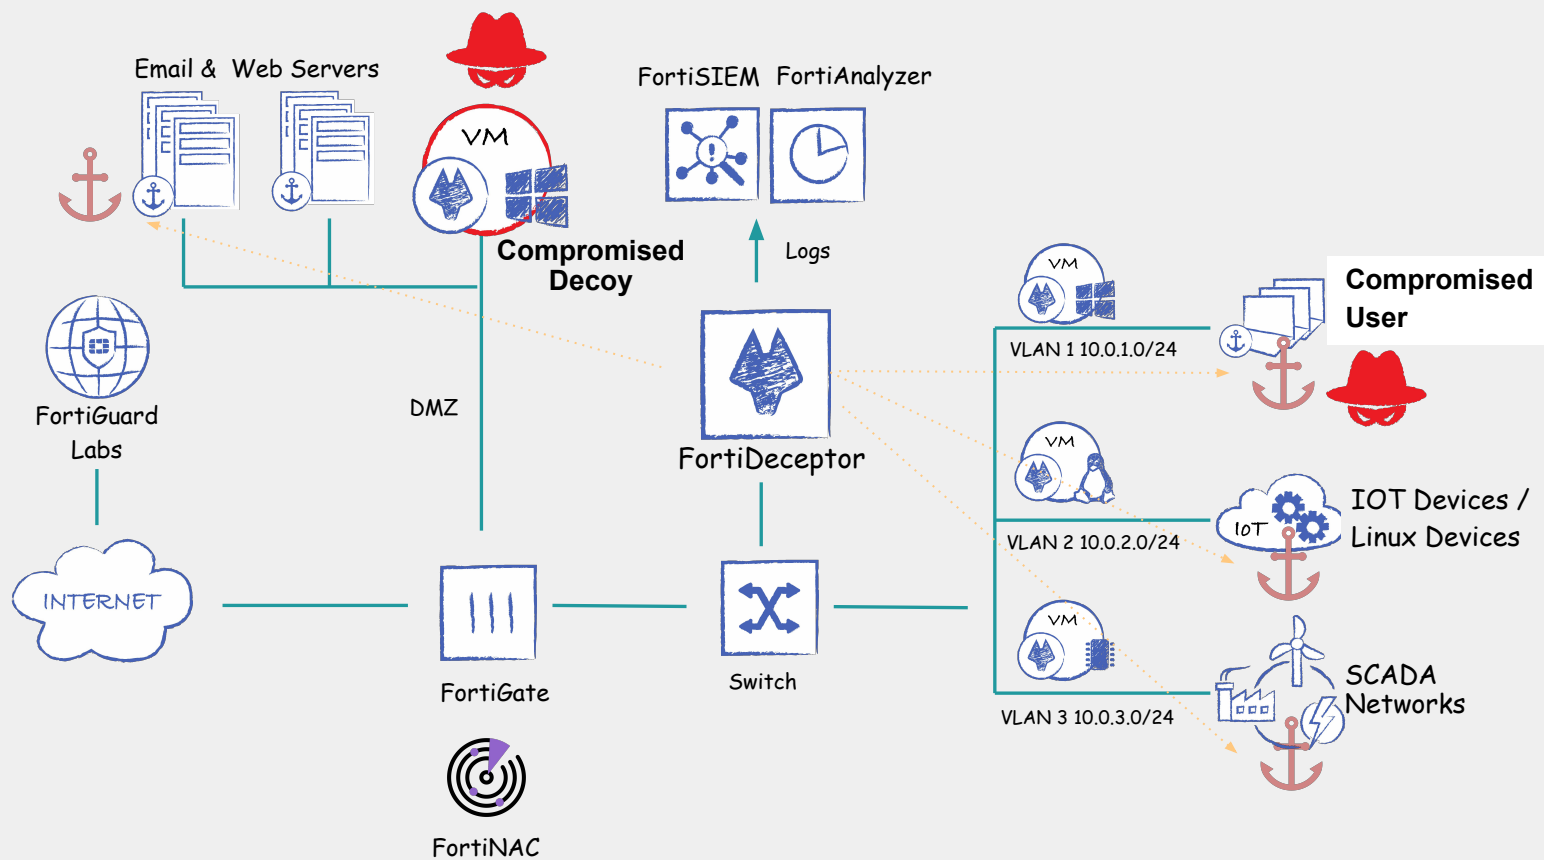 Email & Web Servers
FortiSIEM FortiAnalyzer
VM
Compromised
Decoy
Logs
VM
Compromised
User
VLAN 1 10.0.1.0/24
FortiGuard
Labs
DMZ
FortiDeceptor
VM
IoT
IOT Devices /
Linux Devices
VLAN 2 10.0.2.0/24
INTERNET
VM
FortiGate
Switch
SCADA
Networks
VLAN 3 10.0.3.0/24
FortiNAC